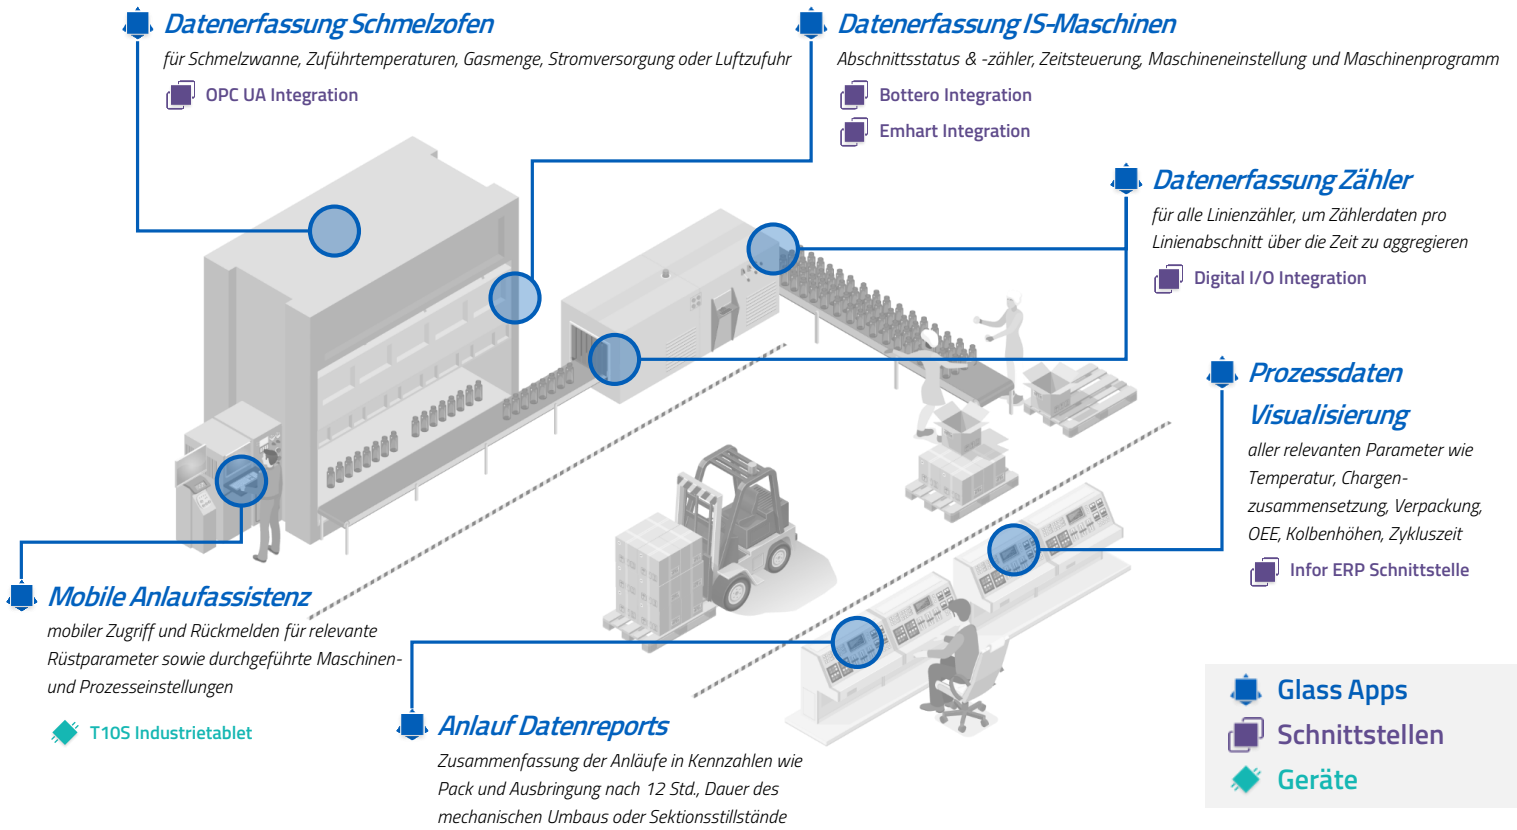 Datenerfassung Schmelzofen
für Schmelzwanne, Zuführtemperaturen, Gasmenge, Stromversorgung oder Luftzufuhr
OPC UA Integration
Datenerfassung IS-Maschinen
Abschnittsstatus & -zähler, Zeitsteuerung, Maschineneinstellung und Maschinenprogramm
Bottero Integration
Emhart Integration
Datenerfassung Zähler
für alle Linienzähler, um Zählerdaten pro
Linienabschnitt über die Zeit zu aggregieren
Digital I/O Integration
Prozessdaten
Visualisierung
aller relevanten Parameter wie
Temperatur, Chargen-
zusammensetzung, Verpackung,
OEE, Kolbenhöhen, Zykluszeit
Infor ERP Schnittstelle
Mobile Anlaufassistenz
mobiler Zugriff und Rückmelden für relevante
Rüstparameter sowie durchgeführte Maschinen-
und Prozesseinstellungen
T10S Industrietablet
Anlauf Datenreports
Zusammenfassung der Anläufe in Kennzahlen wie
Pack und Ausbringung nach 12 Std., Dauer des
mechanischen Umbaus oder Sektionsstillstände
Glass Apps
Schnittstellen
Geräte